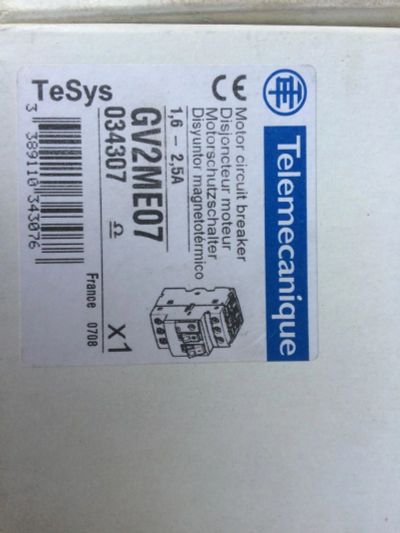 Telemecanique
CE
Motor circuit breaker
Disjoncteur moteur
Motorschutzschalter
Disyuntor magnetotérmico
TeSys
1,6 – 2,5A
GV2ME07
034307
X1
3 389110 343076
France 0708